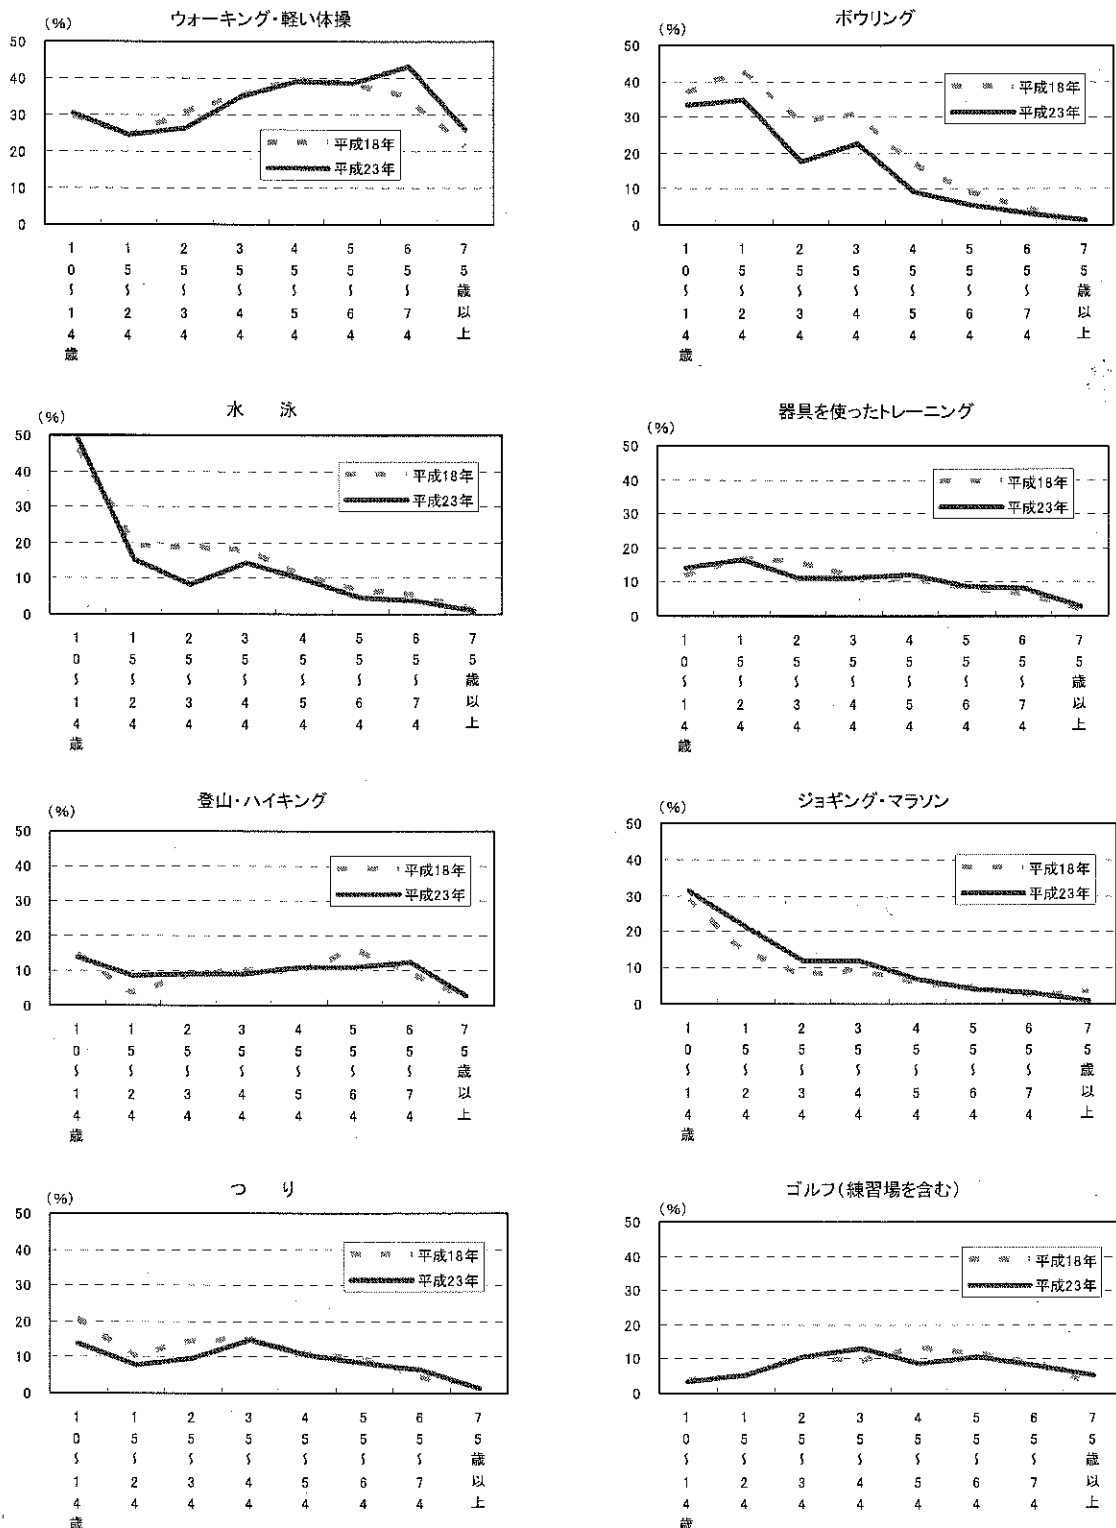 ウォーキング・軽い体操
(%)
50
40
30
20
10
0
平成18年
平成23年
10～14歳
15～24
25～34
35～44
45～54
55～64
65～74
75歳以上
ボウリング
(%)
50
40
30
20
10
0
平成18年
平成23年
10～14歳
15～24
25～34
35～44
45～54
55～64
65～74
75歳以上
水 泳
(%)
50
40
30
20
10
0
平成18年
平成23年
10～14歳
15～24
25～34
35～44
45～54
55～64
65～74
75歳以上
器具を使ったトレーニング
(%)
50
40
30
20
10
0
平成18年
平成23年
10～14歳
15～24
25～34
35～44
45～54
55～64
65～74
75歳以上
登山・ハイキング
(%)
50
40
30
20
10
0
平成18年
平成23年
10～14歳
15～24
25～34
35～44
45～54
55～64
65～74
75歳以上
ジョギング・マラソン
(%)
50
40
30
20
10
0
平成18年
平成23年
10～14歳
15～24
25～34
35～44
45～54
55～64
65～74
75歳以上
つ り
(%)
50
40
30
20
10
0
平成18年
平成23年
10～14歳
15～24
25～34
35～44
45～54
55～64
65～74
75歳以上
ゴルフ(練習場を含む)
(%)
50
40
30
20
10
0
平成18年
平成23年
10～14歳
15～24
25～34
35～44
45～54
55～64
65～74
75歳以上